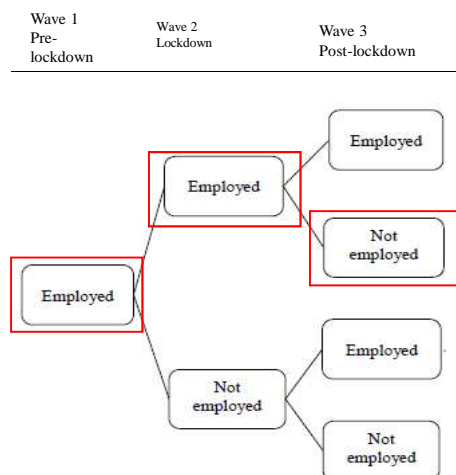 Wave 1
Pre-
lockdown
Wave 2
Lockdown
Wave 3
Post-lockdown
Employed
Employed
Not
employed
Employed
Employed
Not
employed
Not
employed